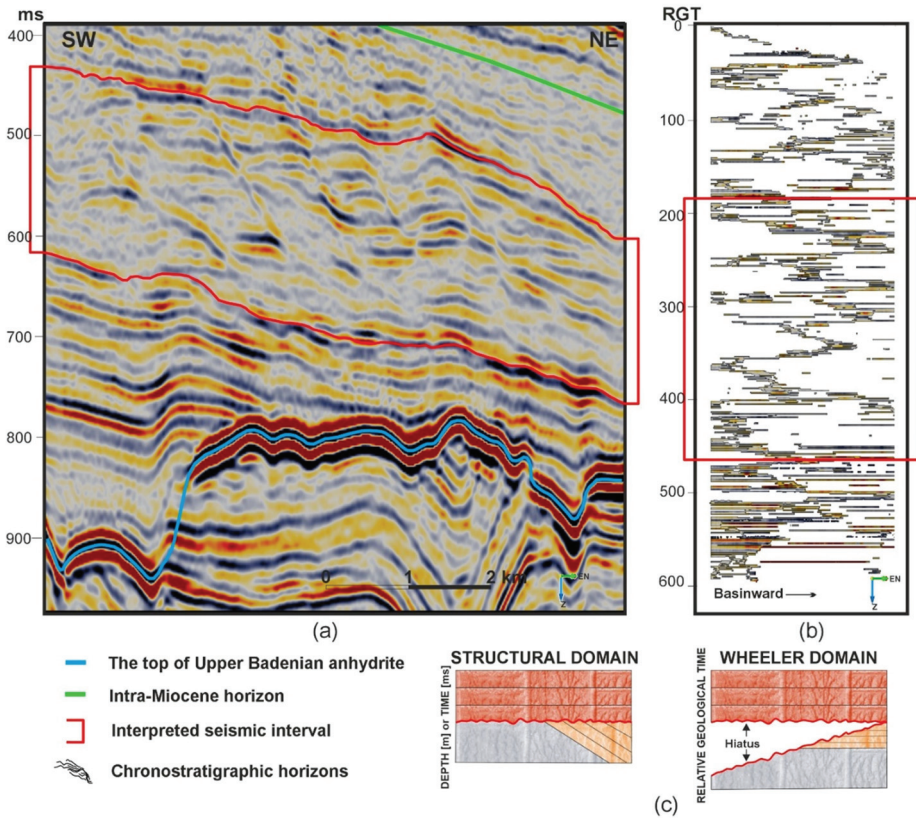 ms
RGT
SW
NE
400
500
600
700
800
900
0
1
2 km
EN
Z
(a)
0
100
200
300
400
500
600
Basinward
EN
Z
(b)
The top of Upper Badenian anhydrite
Intra-Miocene horizon
Interpreted seismic interval
Chronostratigraphic horizons
STRUCTURAL DOMAIN
DEPTH [m] or TIME [ms]
WHEELER DOMAIN
RELATIVE GEOLOGICAL TIME
Hiatus
(c)